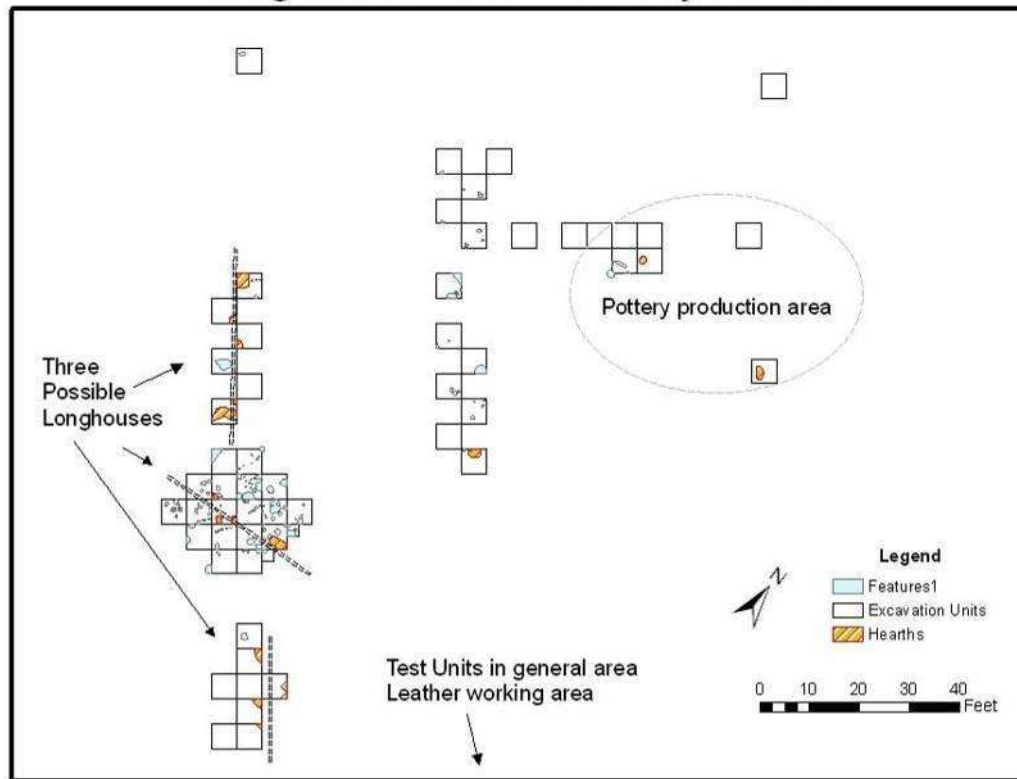 Pottery production area
Three
Possible
Longhouses
N
Legend
Features1
Excavation Units
Hearths
Test Units in general area
Leather working area
0 10 20 30 40
Feet